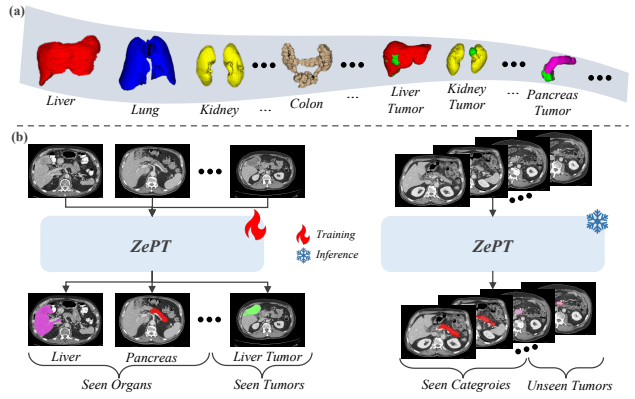 (a)
Liver
Lung
Kidney
...
Colon
...
Liver
Tumor
Kidney
Tumor
...
Pancreas
Tumor
(b)
ZePT
Training
Inference
ZePT
Liver
Pancreas
Liver Tumor
Seen Organs
Seen Tumors
Seen Categroies
Unseen Tumors